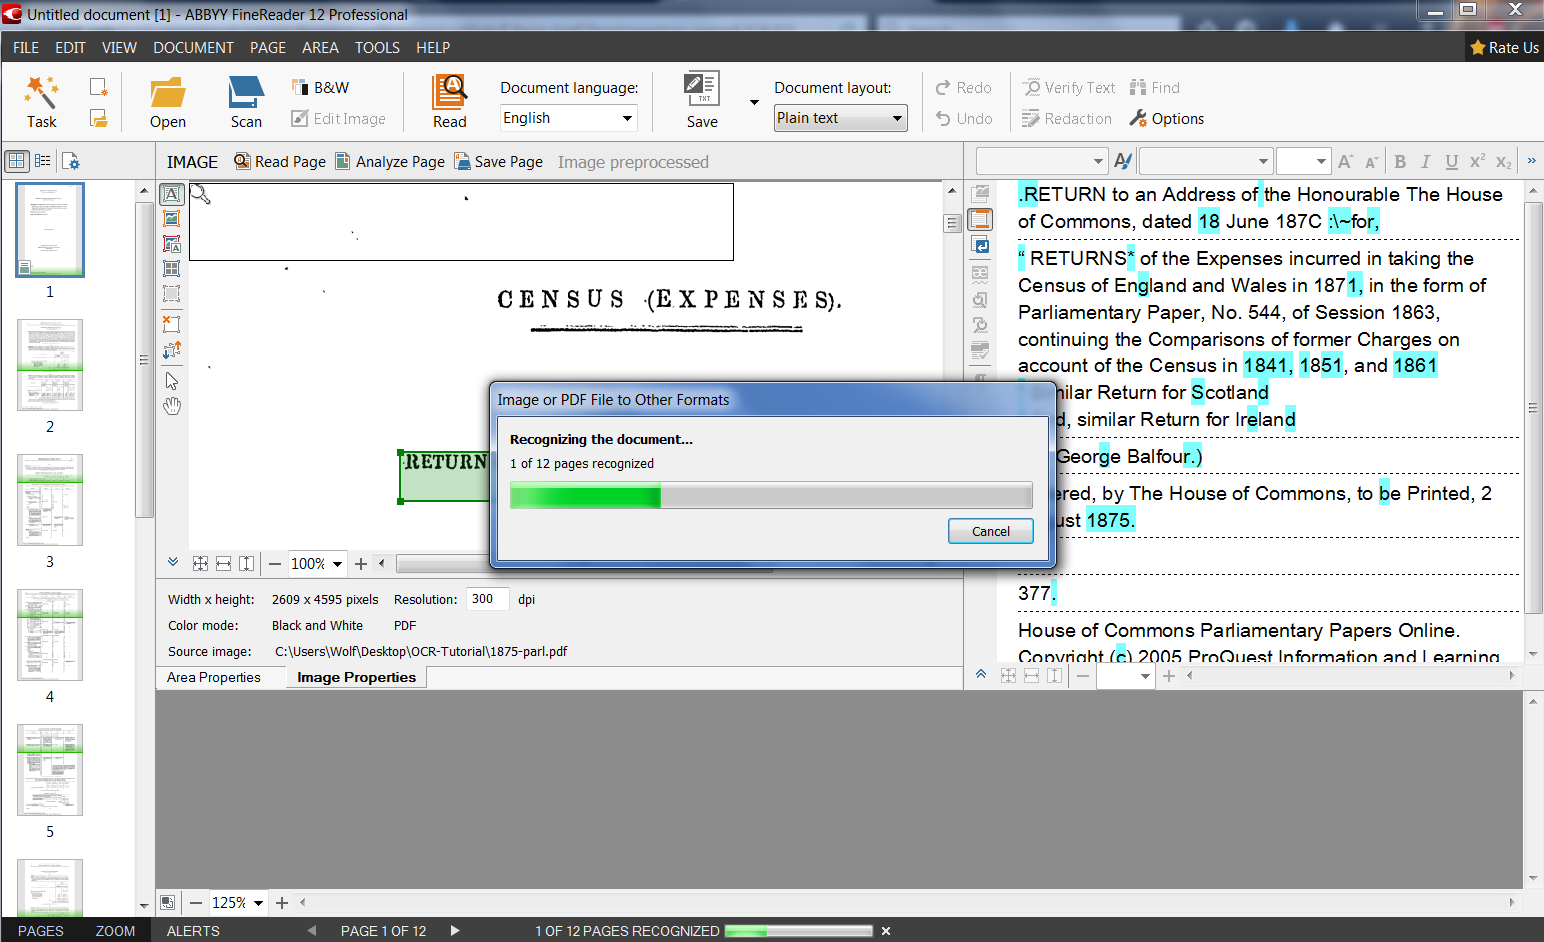 Untitled document [1] - ABBYY FineReader 12 Professional
FILE EDIT VIEW DOCUMENT PAGE AREA TOOLS HELP
Rate Us
Task
Open
Scan
B&W
Edit Image
Read
Document language:
English
TXT
Save
Document layout:
Plain text
Redo
Undo
Verify Text
Find
Redaction
Options
IMAGE Read Page Analyze Page Save Page Image preprocessed
B I U X² X₂ »
1
2
3
4
5
CENSUS (EXPENSES).
RETURN
.RETURN to an Address of the Honourable The House
of Commons, dated 18 June 187C :\~for,
“ RETURNS* of the Expenses incurred in taking the
Census of England and Wales in 1871, in the form of
Parliamentary Paper, No. 544, of Session 1863,
continuing the Comparisons of former Charges on
account of the Census in 1841, 1851, and 1861
milar Return for Scotland
d, similar Return for Ireland
George Balfour.)
ered, by The House of Commons, to be Printed, 2
ust 1875.
377.
House of Commons Parliamentary Papers Online.
Copyright (c) 2005 ProQuest Information and Learning
Image or PDF File to Other Formats
Recognizing the document...
1 of 12 pages recognized
Cancel
100%
Width x height: 2609 x 4595 pixels Resolution: 300 dpi
Color mode: Black and White PDF
Source image: C:\Users\Wolf\Desktop\OCR-Tutorial\1875-parl.pdf
Area Properties Image Properties
125%
PAGES ZOOM ALERTS PAGE 1 OF 12 1 OF 12 PAGES RECOGNIZED